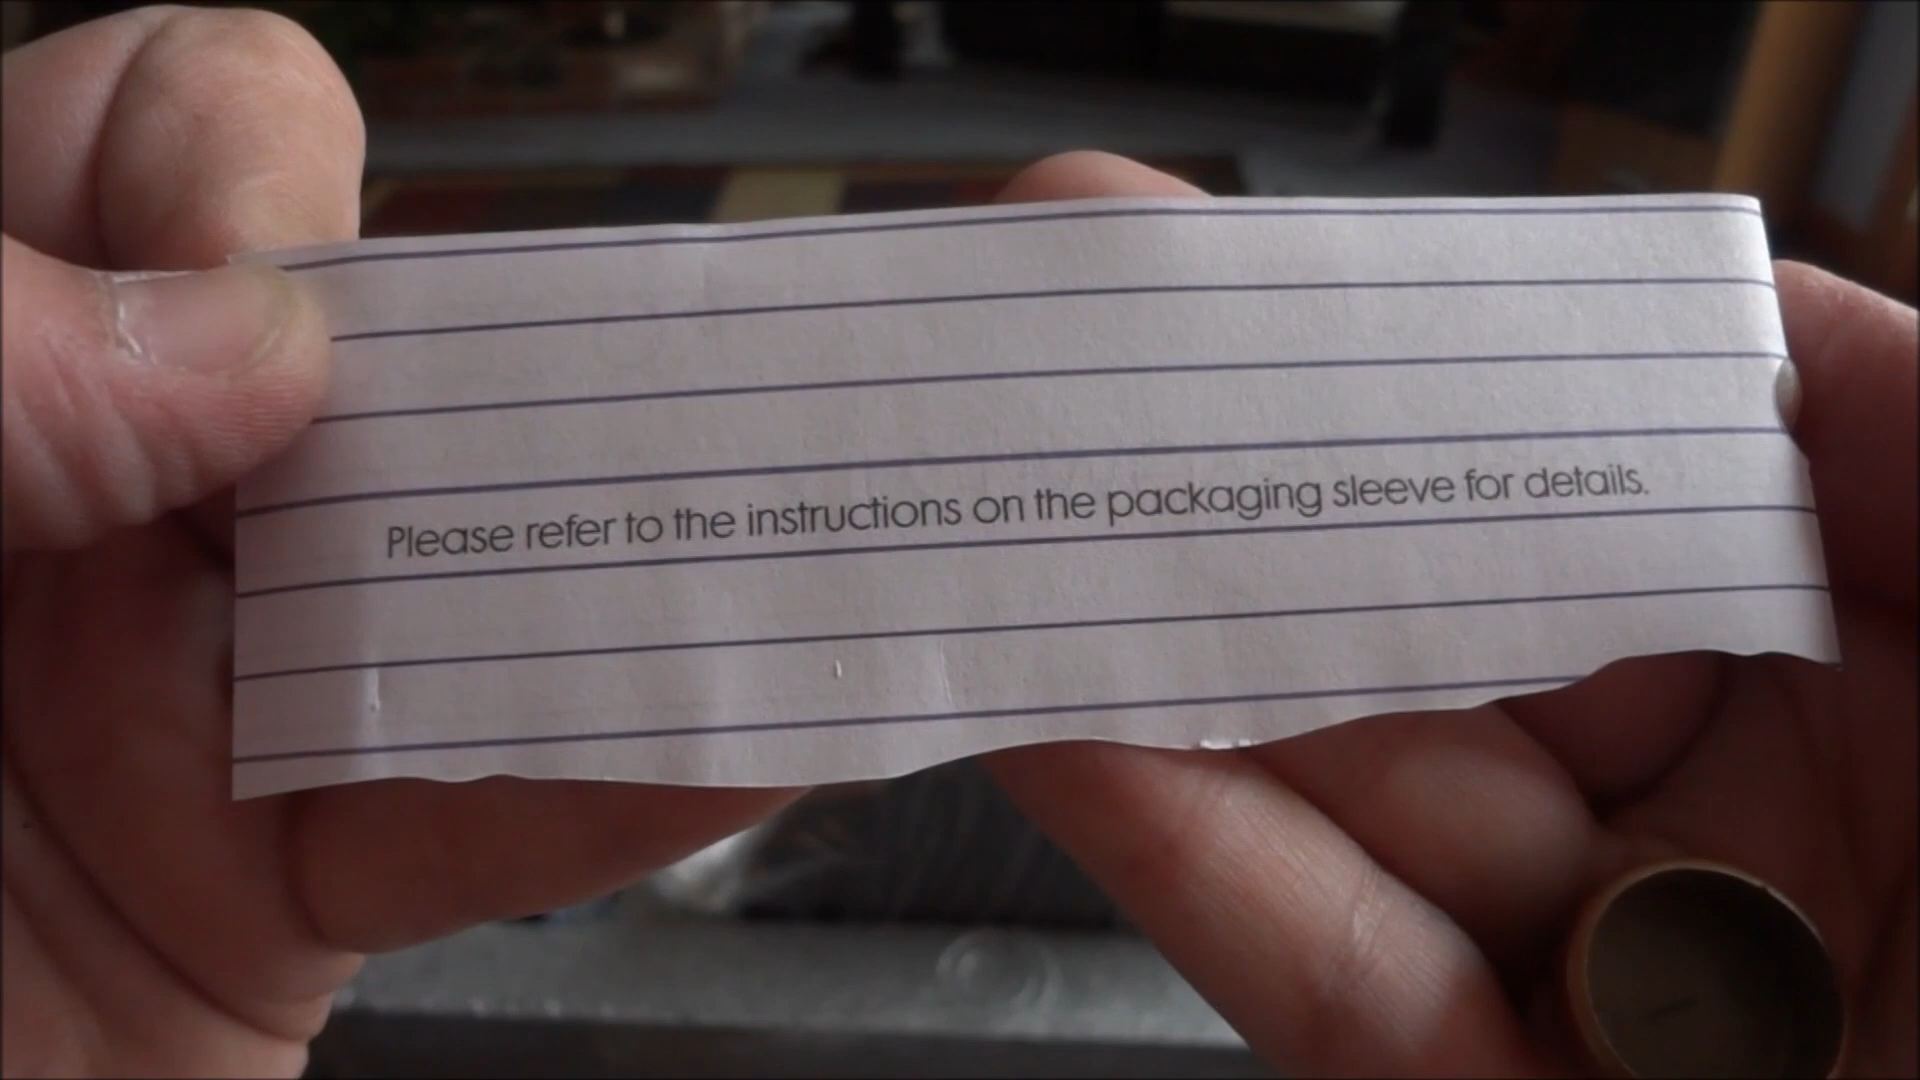 Please refer to the instructions on the packaging sleeve for details.